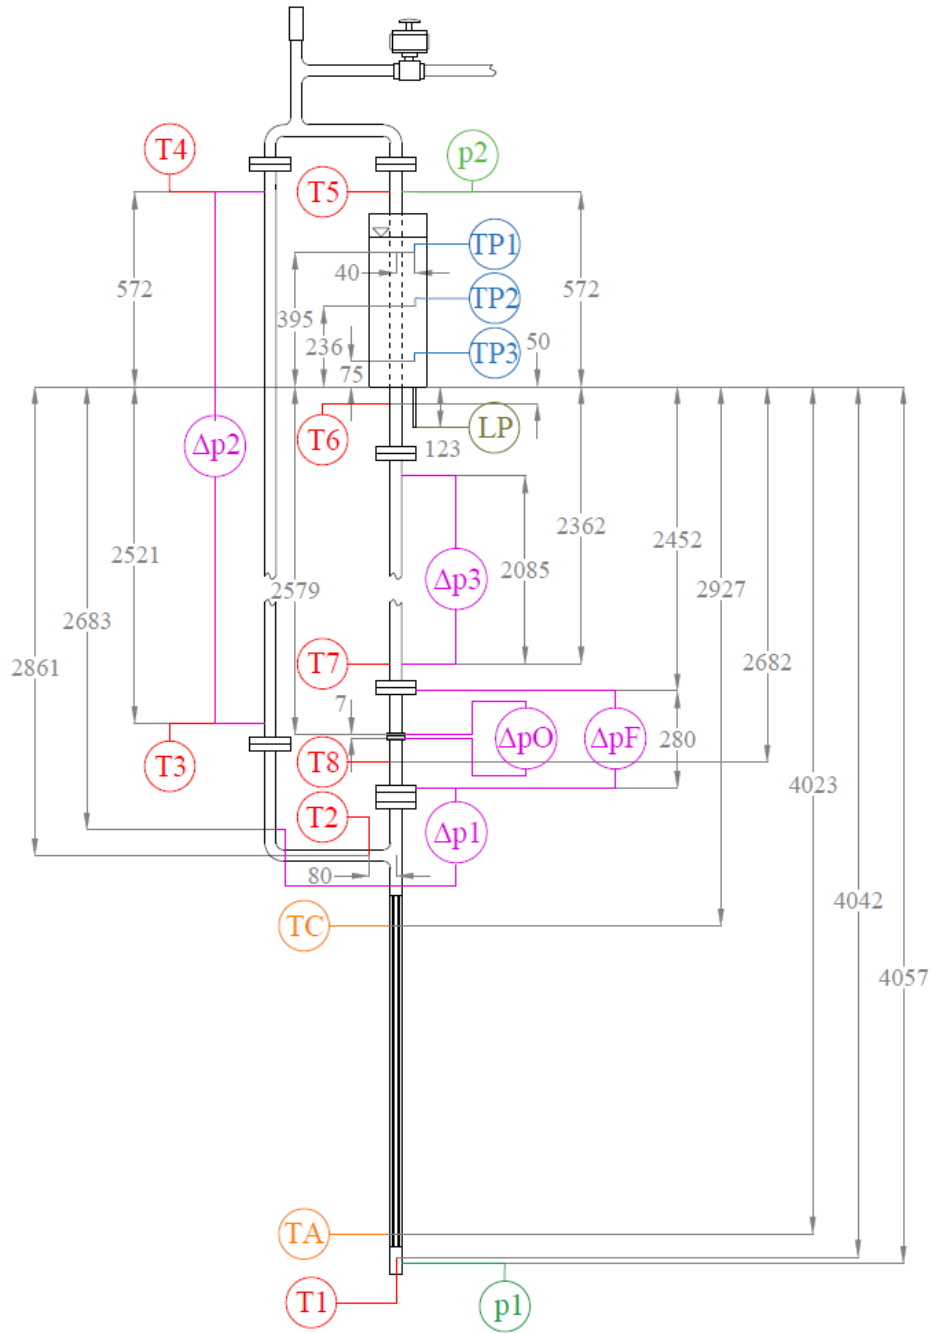 T4
p2
T5
TP1
40
572
572
TP2
395
236
50
TP3
75
T6
LP
123
Δp2
2362
2452
2521
2085
Δp3
2579
2927
2683
2861
T7
2682
7
ΔpO
ΔpF
280
T3
T8
4023
T2
Δp1
80
4042
TC
4057
TA
T1
p1